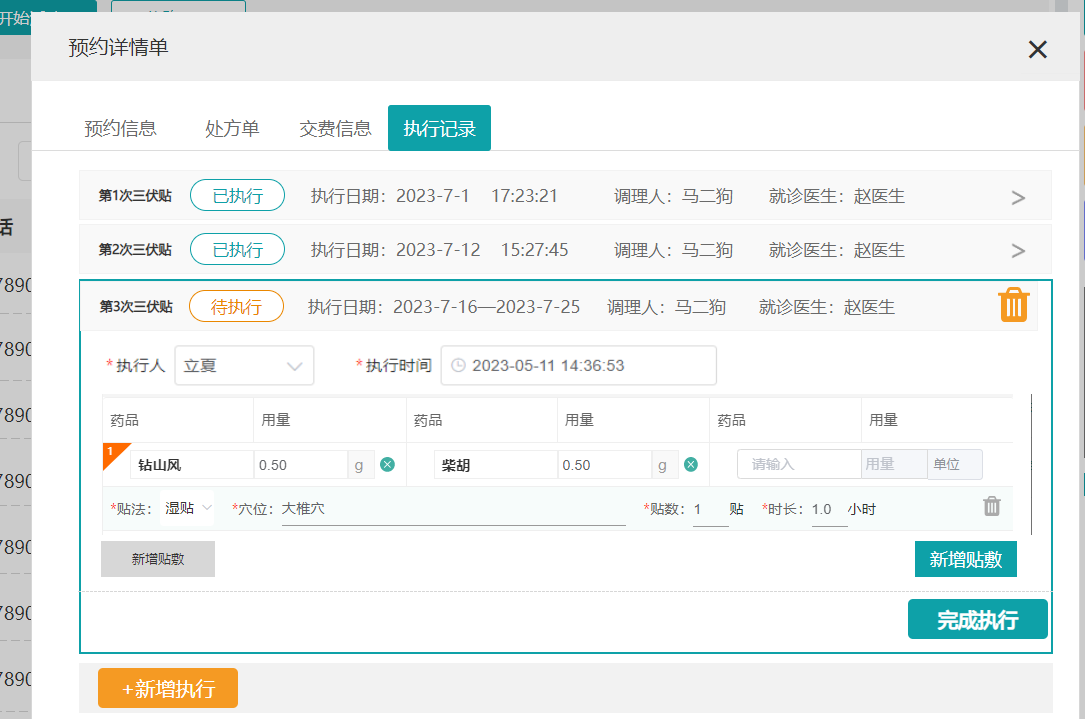 开始
预约详情单
预约信息 处方单 交费信息 执行记录
第1次三伏贴 已执行 执行日期：2023-7-1 17:23:21 调理人：马二狗 就诊医生：赵医生 >
话
第2次三伏贴 已执行 执行日期：2023-7-12 15:27:45 调理人：马二狗 就诊医生：赵医生 >
7890
第3次三伏贴 待执行 执行日期：2023-7-16—2023-7-25 调理人：马二狗 就诊医生：赵医生
7890
*执行人 立夏 *执行时间 2023-05-11 14:36:53
7890
药品 用量 药品 用量 药品 用量
1 钻山风 0.50 g 柴胡 0.50 g 请输入 用量 单位
7890
*贴法： 湿贴 *穴位： 大椎穴 *贴数： 1 贴 *时长： 1.0 小时
7890
新增贴敷 新增贴敷
7890
完成执行
7890
+新增执行